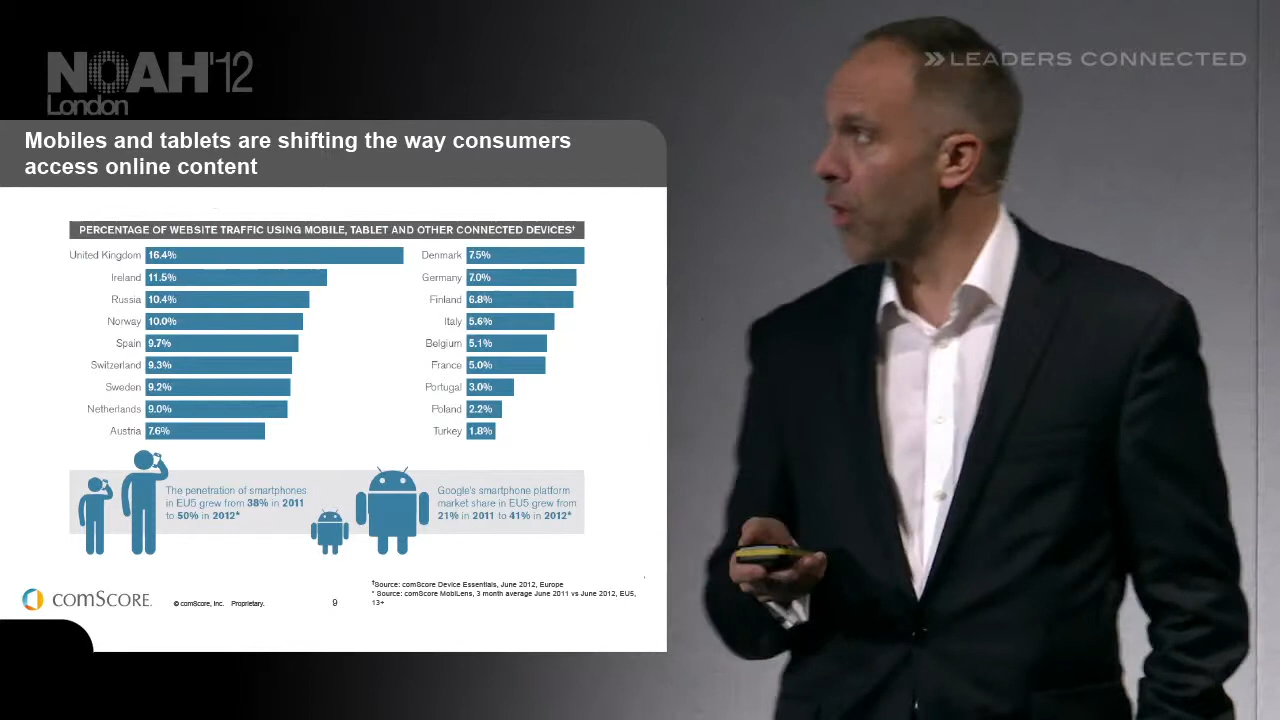 NOAH'12
London
LEADERS CONNECTED
Mobiles and tablets are shifting the way consumers
access online content
PERCENTAGE OF WEBSITE TRAFFIC USING MOBILE, TABLET AND OTHER CONNECTED DEVICES†
United Kingdom 16.4%
Ireland 11.5%
Russia 10.4%
Norway 10.0%
Spain 9.7%
Switzerland 9.3%
Sweden 9.2%
Netherlands 9.0%
Austria 7.6%
Denmark 7.5%
Germany 7.0%
Finland 6.8%
Italy 5.6%
Belgium 5.1%
France 5.0%
Portugal 3.0%
Poland 2.2%
Turkey 1.8%
The penetration of smartphones
in EU5 grew from 38% in 2011
to 50% in 2012*
Google's smartphone platform
market share in EU5 grew from
21% in 2011 to 41% in 2012*
†Source: comScore Device Essentials, June 2012, Europe
* Source: comScore MobiLens, 3 month average June 2011 vs June 2012, EU5,
13+
comSCORE.
© comScore, Inc. Proprietary.
9